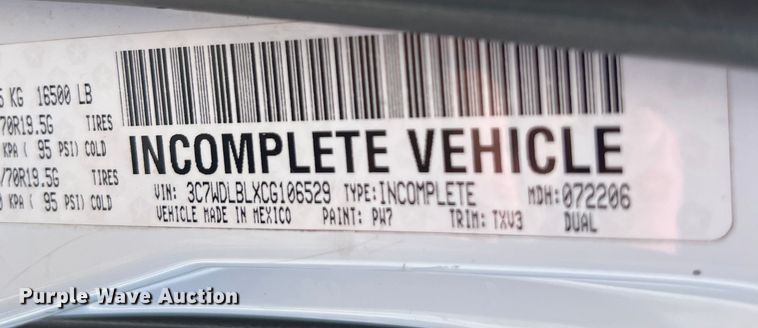 KG 16500 LB
70R19.5G TIRES
KPA ( 95 PSI) COLD
/70R19.5G TIRES
KPA ( 95 PSI) COLD
INCOMPLETE VEHICLE
VIN: 3C7WDLBLXCG106529 TYPE:INCOMPLETE MDH:072206
VEHICLE MADE IN MEXICO PAINT: PW7 TRIM: TXV3 DUAL
Purple Wave Auction